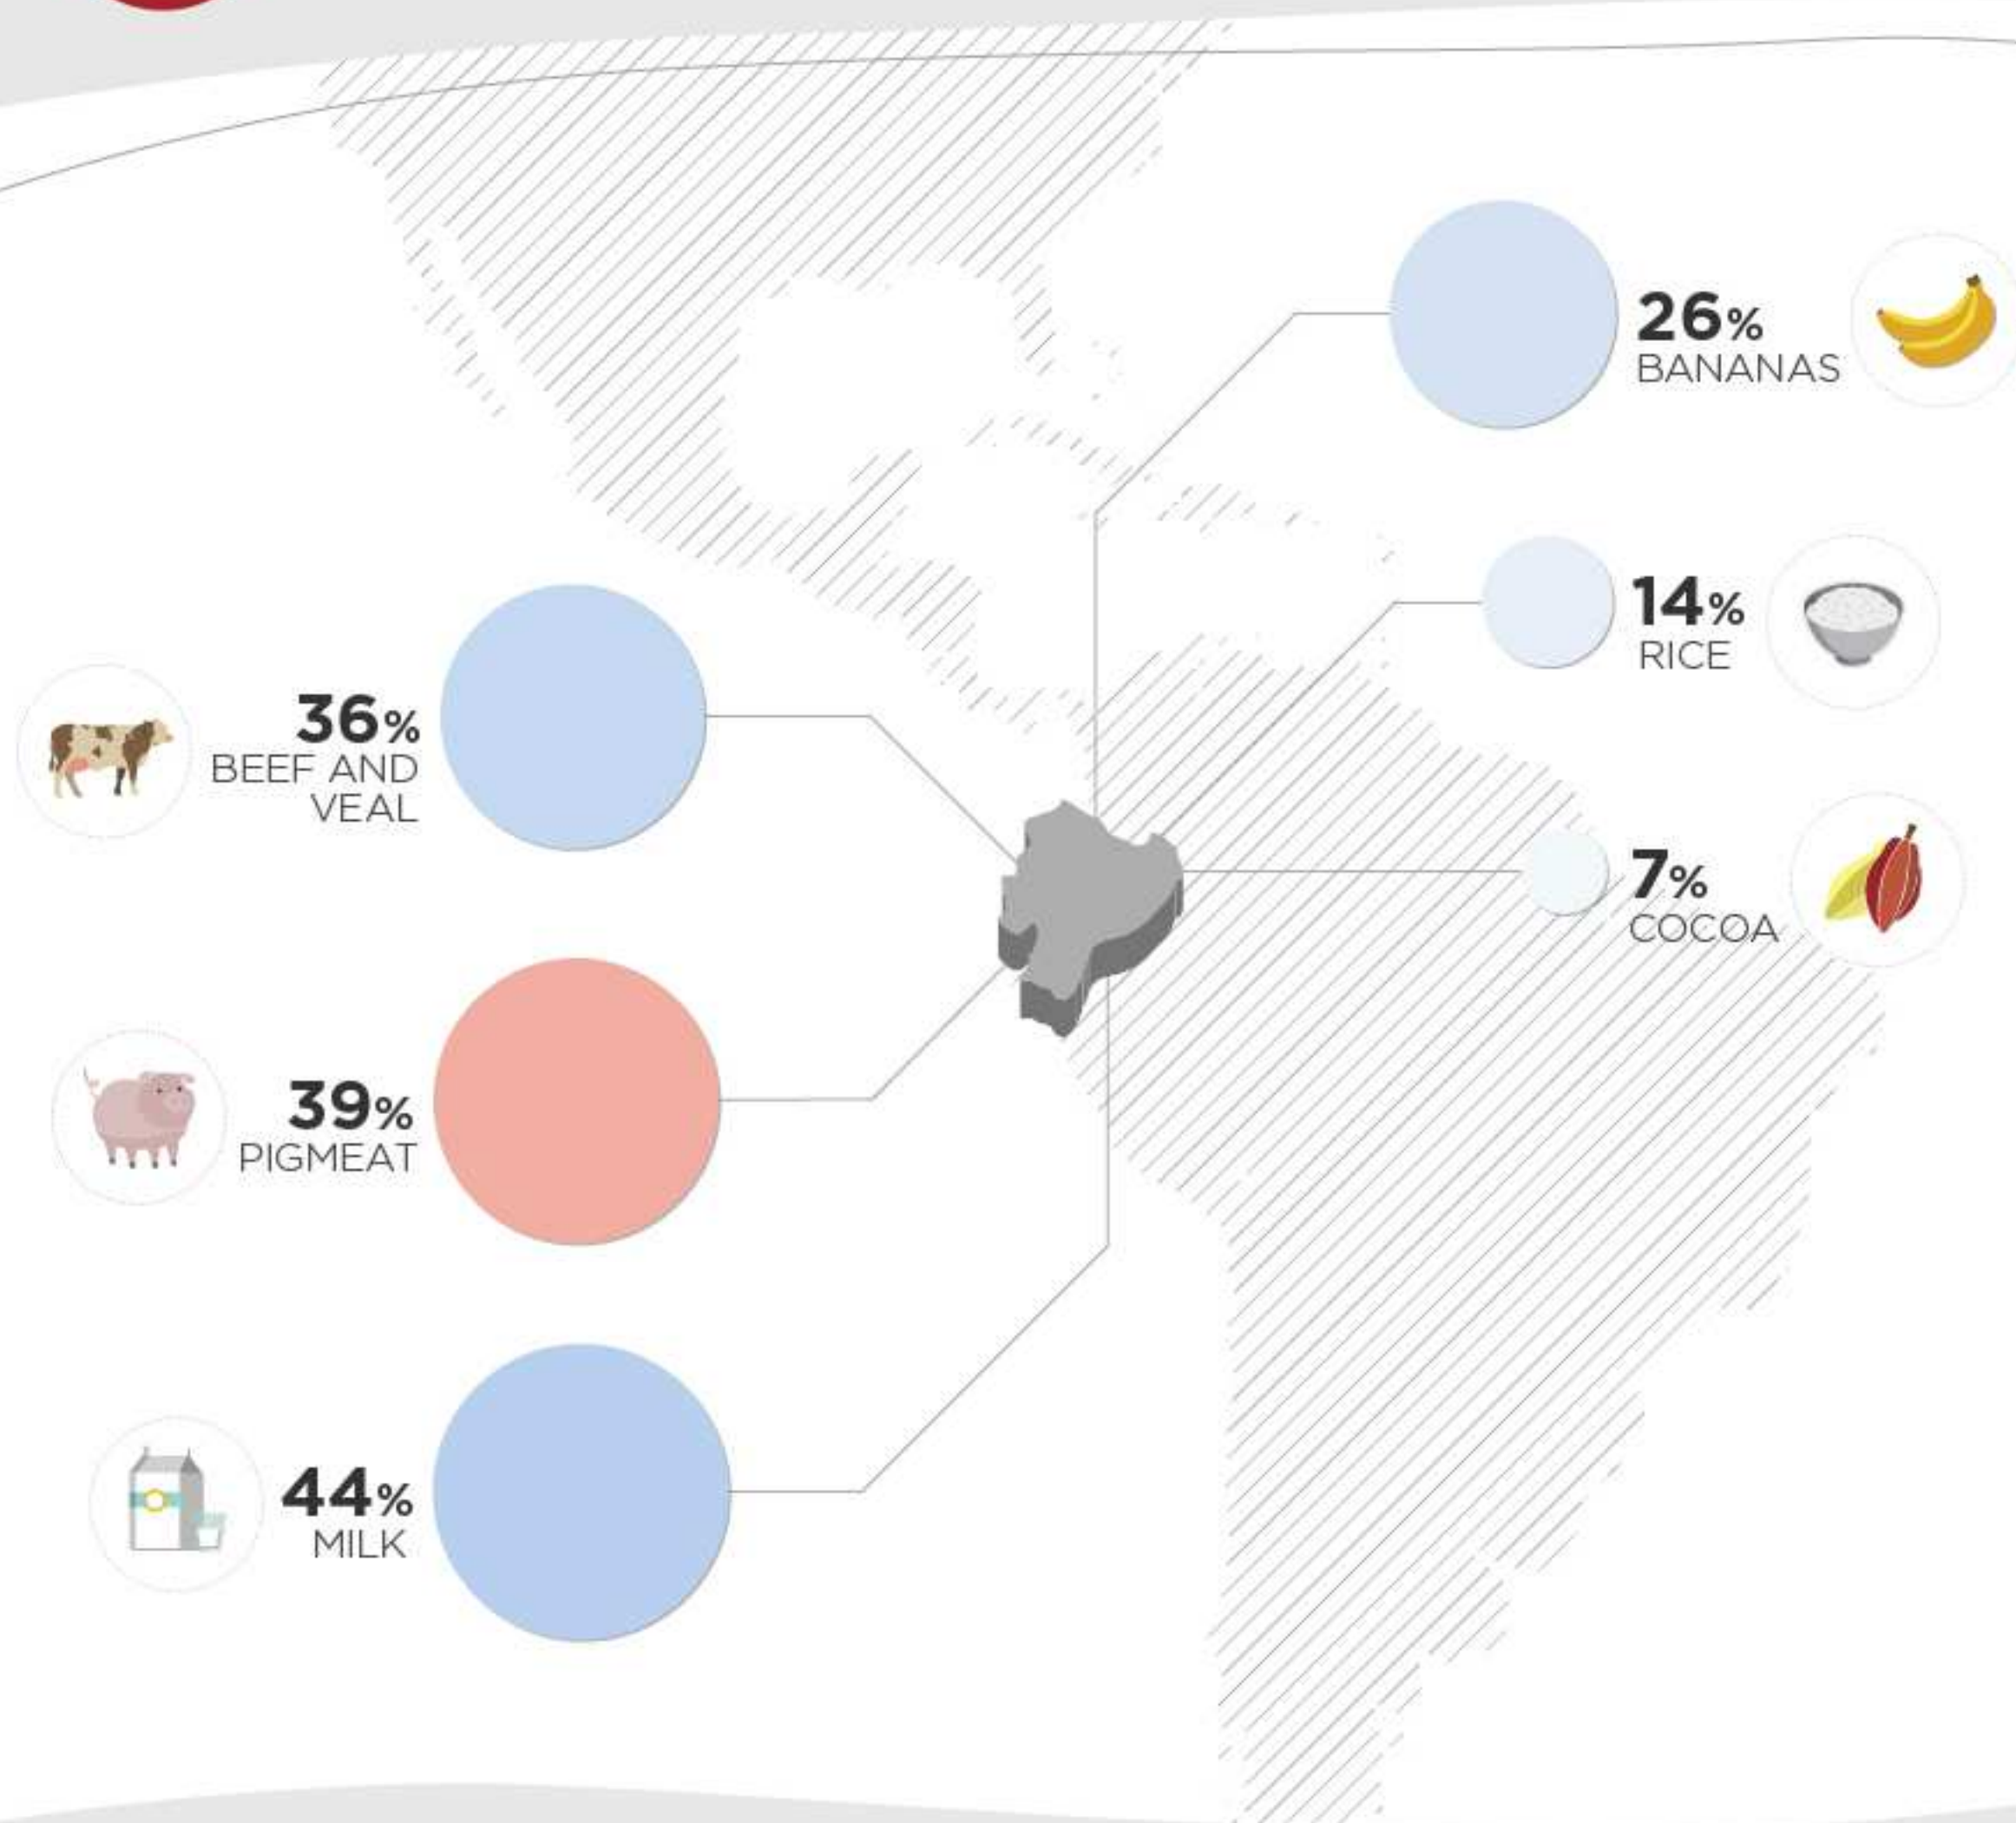 26%
BANANAS
14%
RICE
36%
BEEF AND
VEAL
7%
COCOA
39%
PIGMEAT
44%
MILK